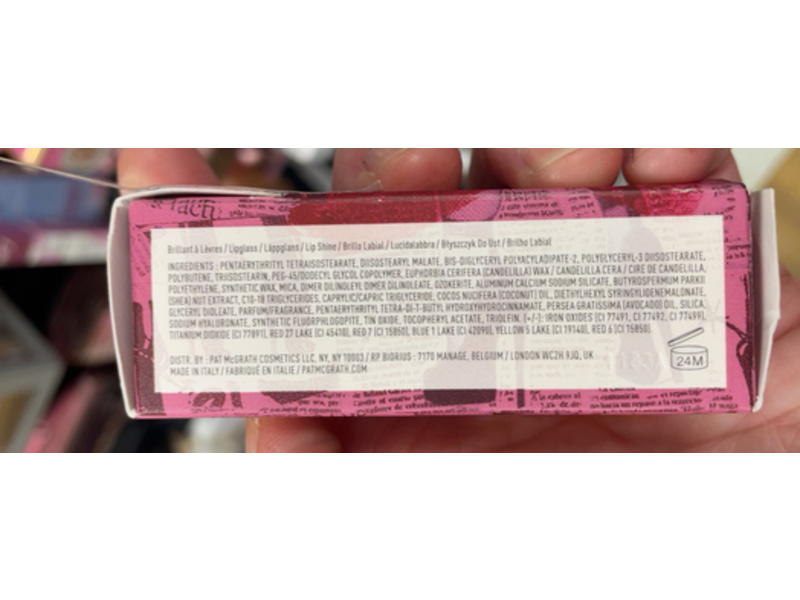 Brillant à Lèvres / Lipglass / Läppglans / Lip Shine / Brillo Labial / Lucidalabbra / Błyszczyk Do Ust / Brilho Labial
INGREDIENTS : PENTAERYTHRITYL TETRAISOSTEARATE, DIISOSTEARYL MALATE, BIS-DIGLYCERYL POLYACYLADIPATE-2, POLYGLYCERYL-3 DIISOSTEARATE,
POLYBUTENE, TRIISOSTEARIN, PEG-45/DODECYL GLYCOL COPOLYMER, EUPHORBIA CERIFERA (CANDELILLA) WAX / CANDELILLA CERA / CIRE DE CANDELILLA,
POLYETHYLENE, SYNTHETIC WAX, MICA, DIMER DILINOLEYL DIMER DILINOLEATE, OZOKERITE, ALUMINUM CALCIUM SODIUM SILICATE, BUTYROSPERMUM PARKII
(SHEA) NUT EXTRACT, C10-18 TRIGLYCERIDES, CAPRYLIC/CAPRIC TRIGLYCERIDE, COCOS NUCIFERA (COCONUT) OIL, DIETHYLHEXYL SYRINGYLIDENEMALONATE,
GLYCERYL DIOLEATE, PARFUM/FRAGRANCE, PENTAERYTHRITYL TETRA-DI-T-BUTYL HYDROXYHYDROCINNAMATE, PERSEA GRATISSIMA (AVOCADO) OIL, SILICA,
SODIUM HYALURONATE, SYNTHETIC FLUORPHLOGOPITE, TIN OXIDE, TOCOPHERYL ACETATE, TRIOLEIN. (+/-): IRON OXIDES (CI 77491, CI 77492, CI 77499),
TITANIUM DIOXIDE (CI 77891), RED 27 LAKE (CI 45410), RED 7 (CI 15850), BLUE 1 LAKE (CI 42090), YELLOW 5 LAKE (CI 19140), RED 6 (CI 15850).
DISTR. BY : PAT McGRATH COSMETICS LLC, NY, NY 10003 / RP BIORIUS : 7170 MANAGE, BELGIUM / LONDON WC2H 9JQ, UK
MADE IN ITALY / FABRIQUÉ EN ITALIE / PATMCGRATH.COM
24M